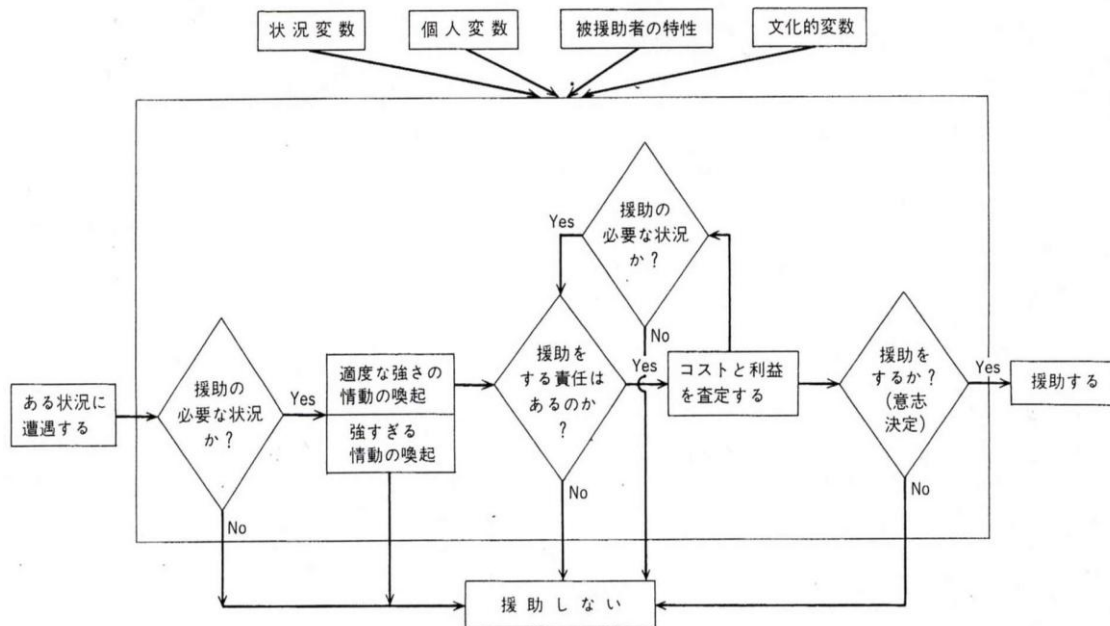 状況変数
個人変数
被援助者の特性
文化的変数
援助の
必要な状況
か?
Yes
No
ある状況に
遭遇する
援助の
必要な状況
か?
Yes
No
適度な強さの
情動の喚起
強すぎる
情動の喚起
援助を
する責任は
あるのか
?
Yes
No
コストと利益
を査定する
援助を
するか?
(意志
決定)
Yes
No
援助する
援助しない